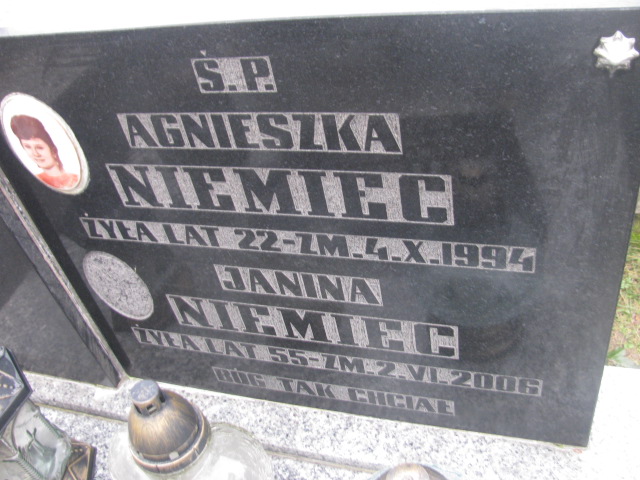 Ś.P.
AGNIESZKA
NIEMIEC
ŻYŁA LAT 22-ZM.4.X.1994
JANINA
NIEMIEC
ŻYŁA LAT 55-ZM.2.VI.2006
BÓG TAK CHCIAŁ